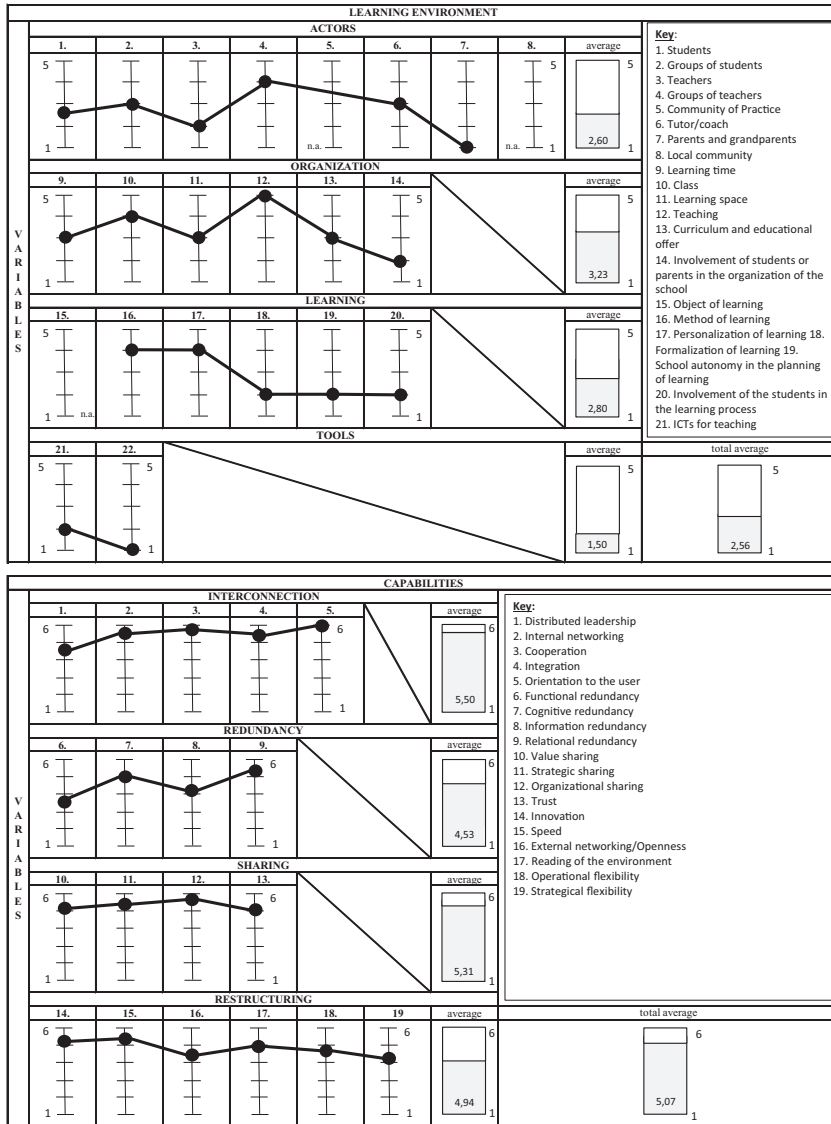 LEARNING ENVIRONMENT
ACTORS
1. 2. 3. 4. 5. 6. 7. 8. average
5 5 5
1 n.a. n.a. 1 2,60 1
ORGANIZATION
9. 10. 11. 12. 13. 14. average
5 5 5
1 1 3,23 1
LEARNING
15. 16. 17. 18. 19. 20. average
5 5 5
1 n.a. 1 2,80 1
TOOLS
21. 22. average total average
5 5 5 5
1 1 1,50 1 2,56 1
VARIABLES
Key:
1. Students
2. Groups of students
3. Teachers
4. Groups of teachers
5. Community of Practice
6. Tutor/coach
7. Parents and grandparents
8. Local community
9. Learning time
10. Class
11. Learning space
12. Teaching
13. Curriculum and educational
offer
14. Involvement of students or
parents in the organization of the
school
15. Object of learning
16. Method of learning
17. Personalization of learning 18.
Formalization of learning 19.
School autonomy in the planning
of learning
20. Involvement of the students in
the learning process
21. ICTs for teaching
CAPABILITIES
INTERCONNECTION
1. 2. 3. 4. 5. average
6 6 6
1 1 5,50 1
REDUNDANCY
6. 7. 8. 9. average
6 6 6
1 1 4,53 1
SHARING
10. 11. 12. 13. average
6 6 6
1 1 5,31 1
RESTRUCTURING
14. 15. 16. 17. 18. 19 average total average
6 6 6 6
1 1 4,94 1 5,07 1
VARIABLES
Key:
1. Distributed leadership
2. Internal networking
3. Cooperation
4. Integration
5. Orientation to the user
6. Functional redundancy
7. Cognitive redundancy
8. Information redundancy
9. Relational redundancy
10. Value sharing
11. Strategic sharing
12. Organizational sharing
13. Trust
14. Innovation
15. Speed
16. External networking/Openness
17. Reading of the environment
18. Operational flexibility
19. Strategical flexibility